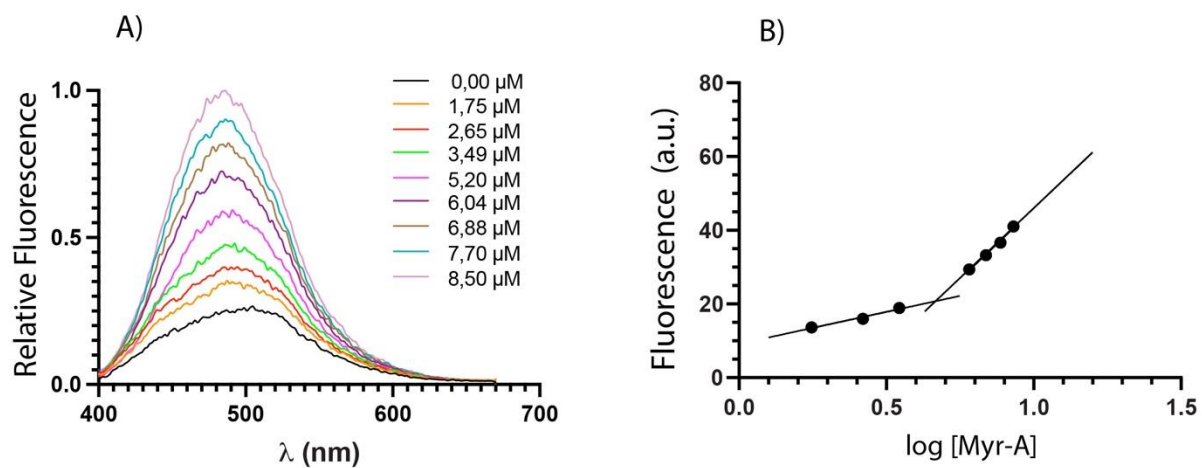 A)
Relative Fluorescence
1.0
0.5
0.0
400
500
600
700
λ (nm)
0,00 µM
1,75 µM
2,65 µM
3,49 µM
5,20 µM
6,04 µM
6,88 µM
7,70 µM
8,50 µM
B)
Fluorescence (a.u.)
80
60
40
20
0
0.0
0.5
1.0
1.5
log [Myr-A]